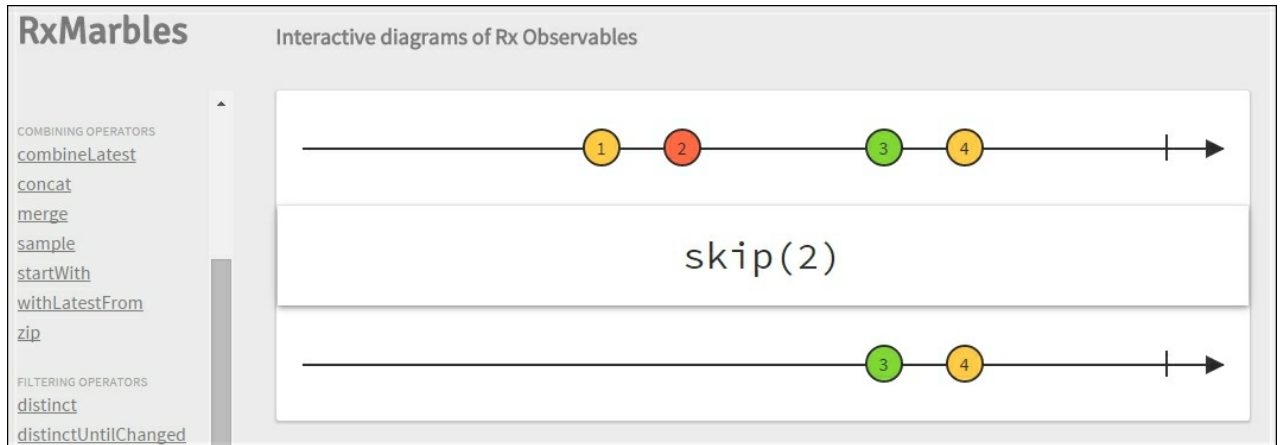 RxMarbles
Interactive diagrams of Rx Observables
COMBINING OPERATORS
combineLatest
concat
merge
sample
startWith
withLatestFrom
zip
FILTERING OPERATORS
distinct
distinctUntilChanged
1 2 3 4
skip(2)
3 4